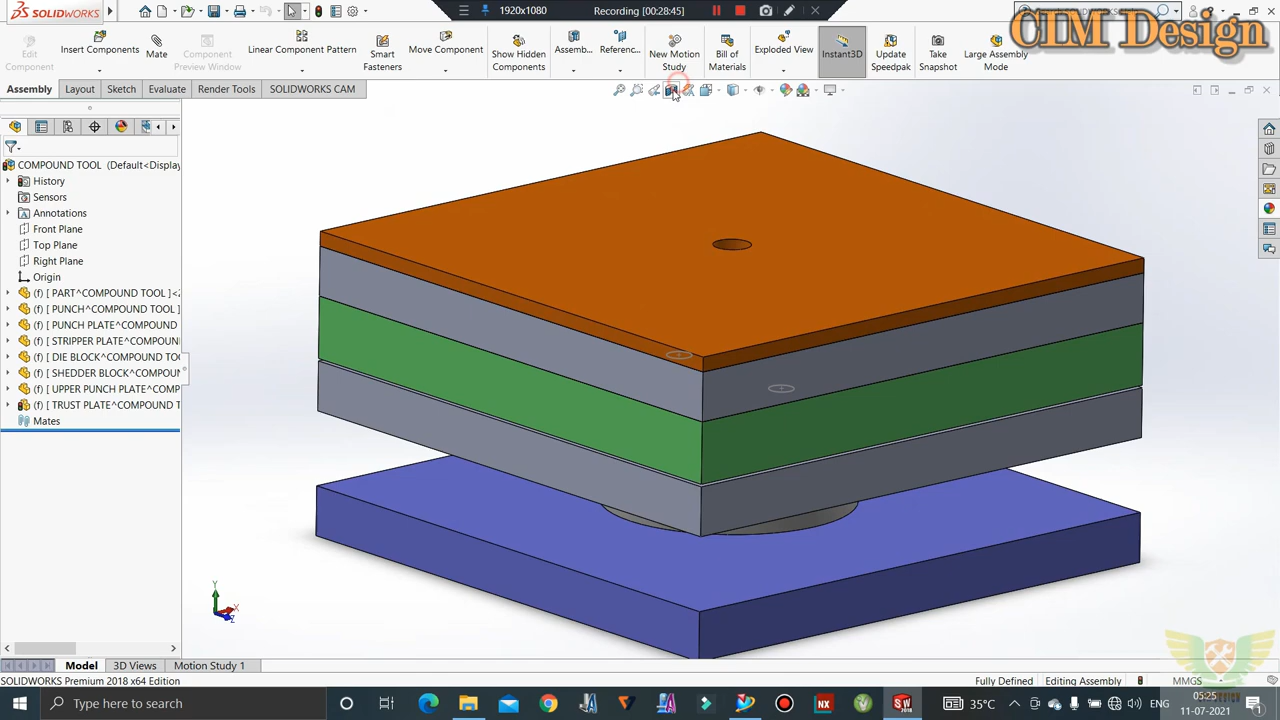 SOLIDWORKS
1920x1080
Recording [00:28:45]
CIM Design
Edit
Component
Insert Components
Mate
Component
Preview Window
Linear Component Pattern
Smart
Fasteners
Move Component
Show Hidden
Components
Assemb...
Referenc...
New Motion
Study
Bill of
Materials
Exploded View
Instant3D
Update
Speedpak
Take
Snapshot
Large Assembly
Mode
Assembly
Layout
Sketch
Evaluate
Render Tools
SOLIDWORKS CAM
COMPOUND TOOL (Default<Display
History
Sensors
Annotations
Front Plane
Top Plane
Right Plane
Origin
(f) [ PART^COMPOUND TOOL ]<
(f) [ PUNCH^COMPOUND TOOL ]
(f) [ PUNCH PLATE^COMPOUND
(f) [ STRIPPER PLATE^COMPOUN
(f) [ DIE BLOCK^COMPOUND TO
(f) [ SHEDDER BLOCK^COMPOUN
(f) [ UPPER PUNCH PLATE^COMP
(f) [ TRUST PLATE^COMPOUND T
Mates
Y
X
Z
Model
3D Views
Motion Study 1
SOLIDWORKS Premium 2018 x64 Edition
Fully Defined
Editing Assembly
MMGS
Type here to search
NX
SW
2018
35°C
05:25
11-07-2021